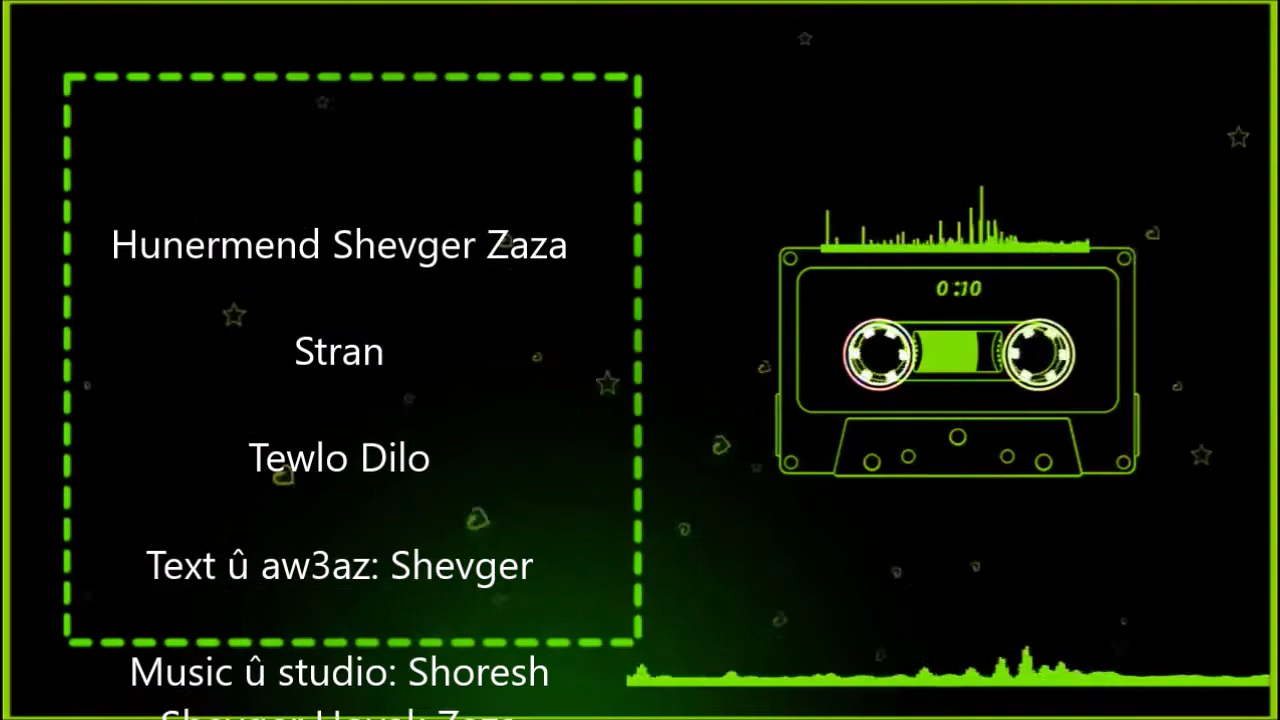 Hunermend Shevger Zaza
0:10
Stran
Tewlo Dilo
Text û aw3az: Shevger
Music û studio: Shoresh